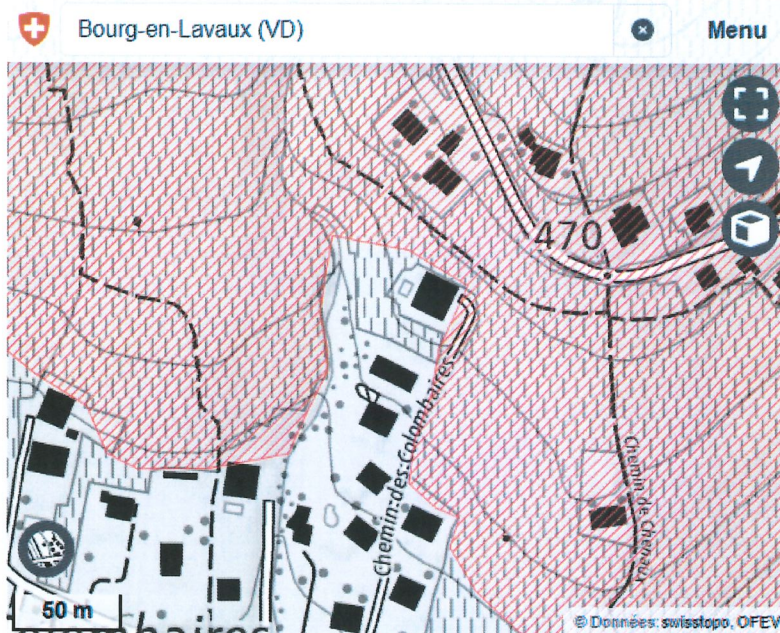 Bourg-en-Lavaux (VD)
Menu
470
Chemin-des-Colombaires
Chemin de Chenaux
50 m
© Données: swisstopo, OFEV